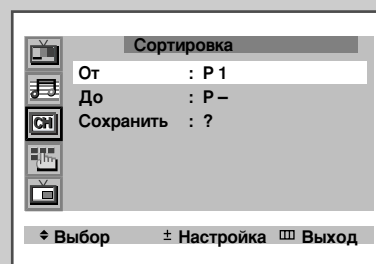 Сортировка
От : P 1
До : P –
CH Сохранить : ?
Выбор ± Настройка Выход